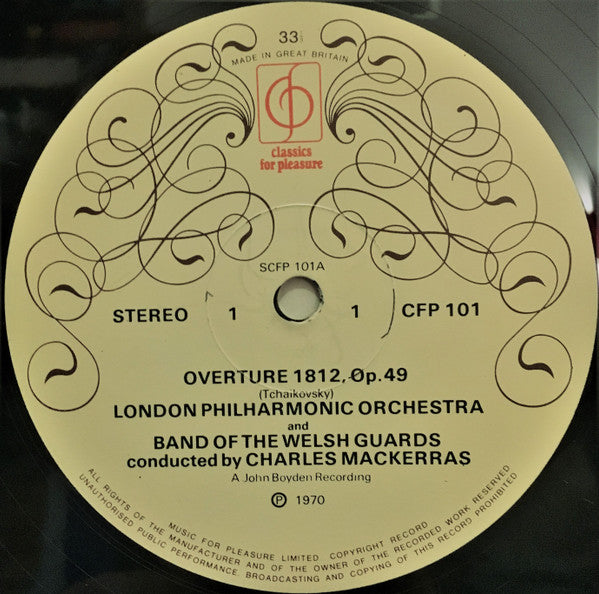 33⅓
MADE IN GREAT BRITAIN
classics
for pleasure
SCFP 101A
STEREO 1 1 CFP 101
OVERTURE 1812, Op.49
(Tchaikovsky)
LONDON PHILHARMONIC ORCHESTRA
and
BAND OF THE WELSH GUARDS
conducted by CHARLES MACKERRAS
A John Boyden Recording
Ⓟ 1970
MUSIC FOR PLEASURE LIMITED. COPYRIGHT RECORD
ALL RIGHTS OF THE MANUFACTURER AND OF THE OWNER OF THE RECORDED WORK RESERVED
UNAUTHORISED PUBLIC PERFORMANCE, BROADCASTING AND COPYING OF THIS RECORD PROHIBITED